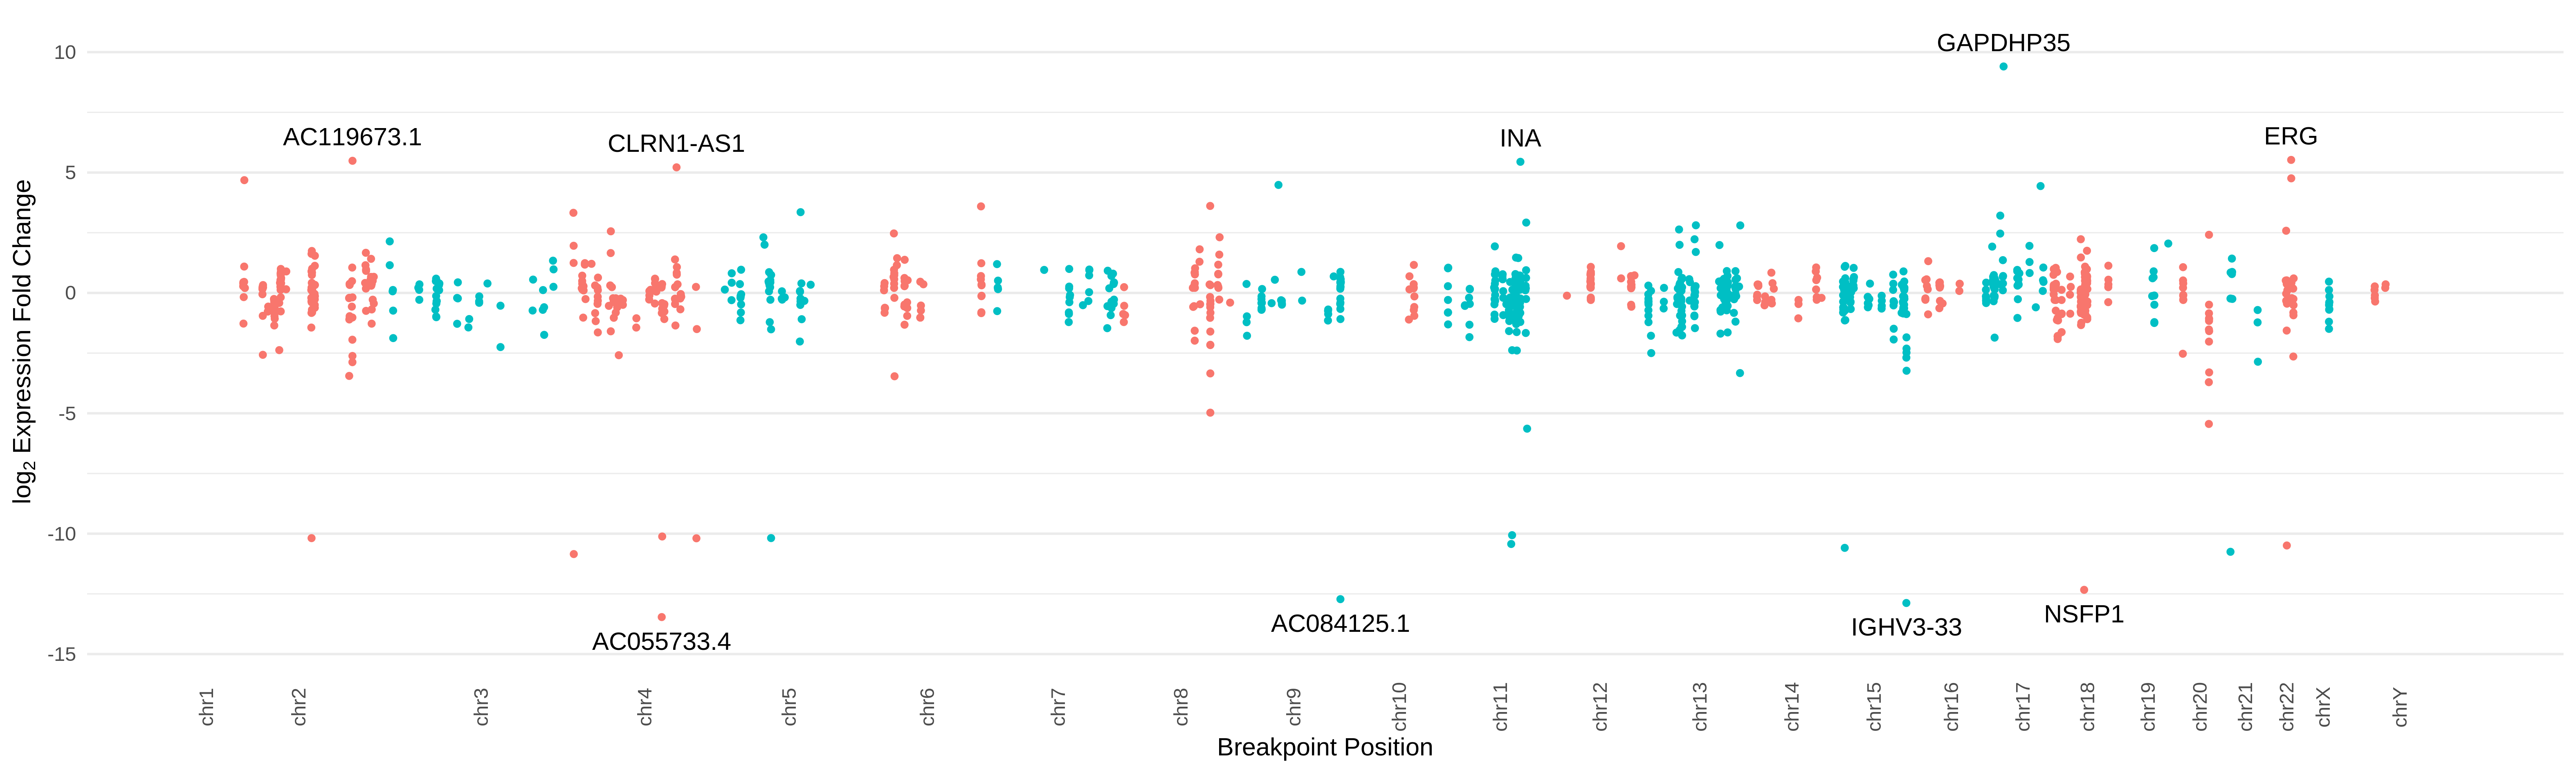 GAPDHP35
10
AC119673.1
CLRN1-AS1
INA
ERG
5
0
-5
-10
-15
log2 Expression Fold Change
AC055733.4
AC084125.1
IGHV3-33
NSFP1
chr1
chr2
chr3
chr4
chr5
chr6
chr7
chr8
chr9
chr10
chr11
chr12
chr13
chr14
chr15
chr16
chr17
chr18
chr19
chr20
chr21
chr22
chrX
chrY
Breakpoint Position